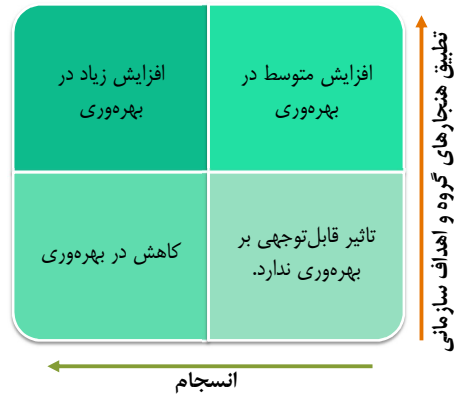 افزایش متوسط در
بهره‌وری
افزایش زیاد در
بهره‌وری
تاثیر قابل‌توجهی بر
بهره‌وری ندارد.
کاهش در بهره‌وری
تطبیق هنجارهای گروه و اهداف سازمانی
انسجام